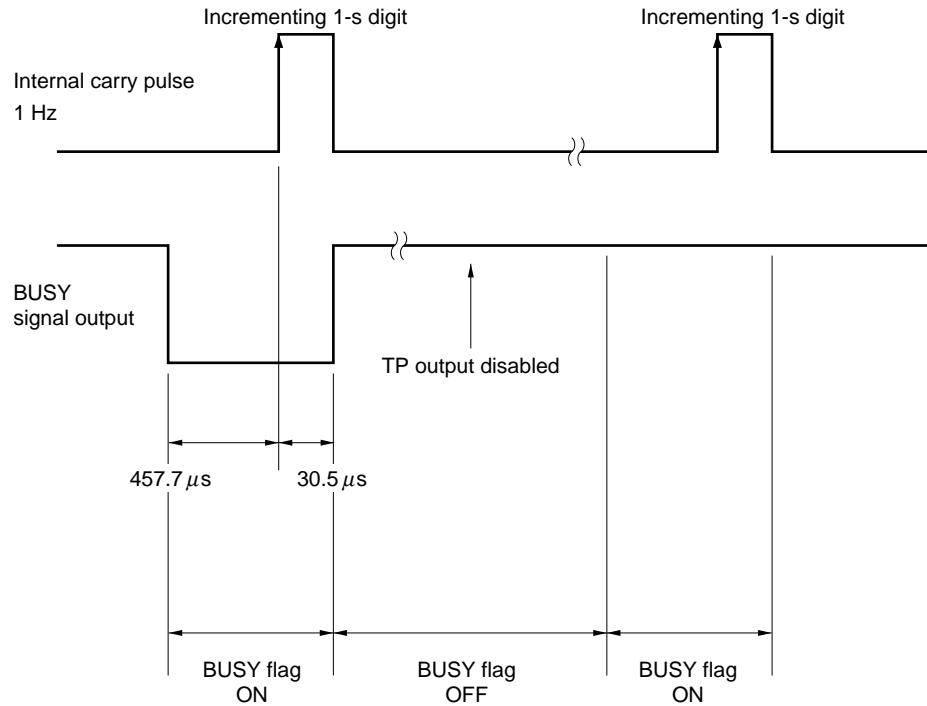 Incrementing 1-s digit
Incrementing 1-s digit
Internal carry pulse
1 Hz
BUSY
signal output
TP output disabled
457.7 μs
30.5 μs
BUSY flag
ON
BUSY flag
OFF
BUSY flag
ON